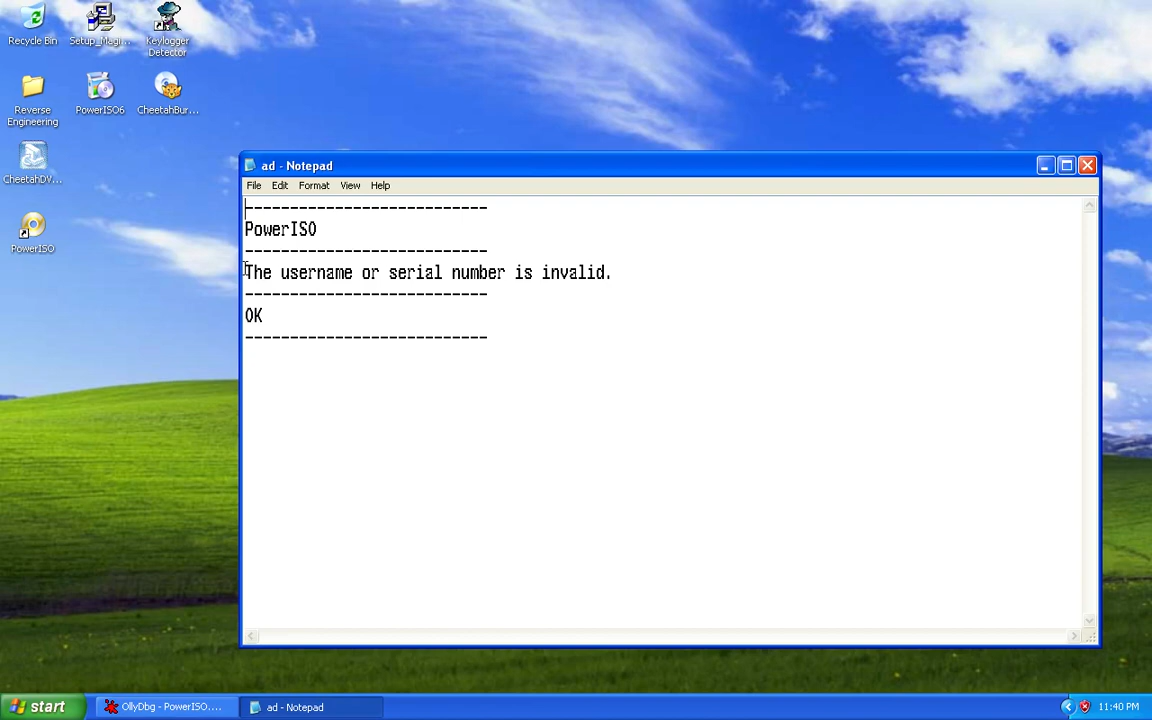 Recycle Bin
Setup_Magi...
Keylogger
Detector
Reverse
Engineering
PowerISO6
CheetahBur...
CheetahDV...
PowerISO
ad - Notepad
File Edit Format View Help
---------------------------
PowerISO
---------------------------
The username or serial number is invalid.
---------------------------
OK
---------------------------
start
OllyDbg - PowerISO....
ad - Notepad
11:40 PM